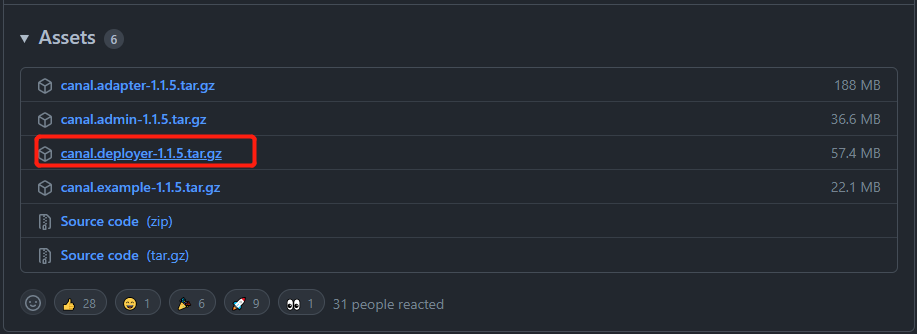 Assets 6
canal.adapter-1.1.5.tar.gz 188 MB
canal.admin-1.1.5.tar.gz 36.6 MB
canal.deployer-1.1.5.tar.gz 57.4 MB
canal.example-1.1.5.tar.gz 22.1 MB
Source code (zip)
Source code (tar.gz)
28 1 6 9 1 31 people reacted